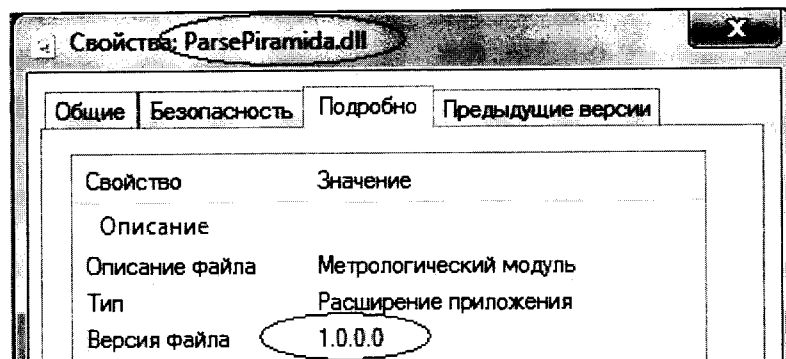 Свойства: ParsePiramida.dll
Общие Безопасность Подробно Предыдущие версии
Свойство Значение
Описание
Описание файла Метрологический модуль
Тип Расширение приложения
Версия файла 1.0.0.0